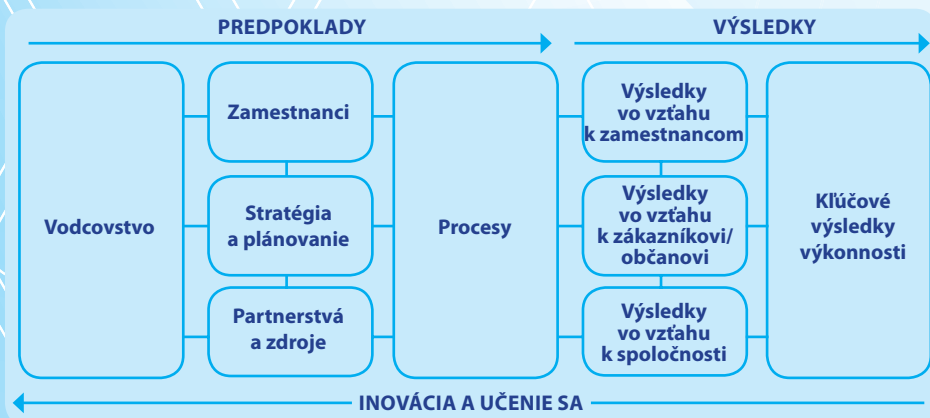 PREDPOKLADY
VÝSLEDKY
Vodcovstvo
Zamestnanci
Stratégia
a plánovanie
Partnerstvá
a zdroje
Procesy
Výsledky
vo vzťahu
k zamestnancom
Výsledky
vo vzťahu
k zákazníkovi/
občanovi
Výsledky
vo vzťahu
k spoločnosti
Kľúčové
výsledky
výkonnosti
INOVÁCIA A UČENIE SA